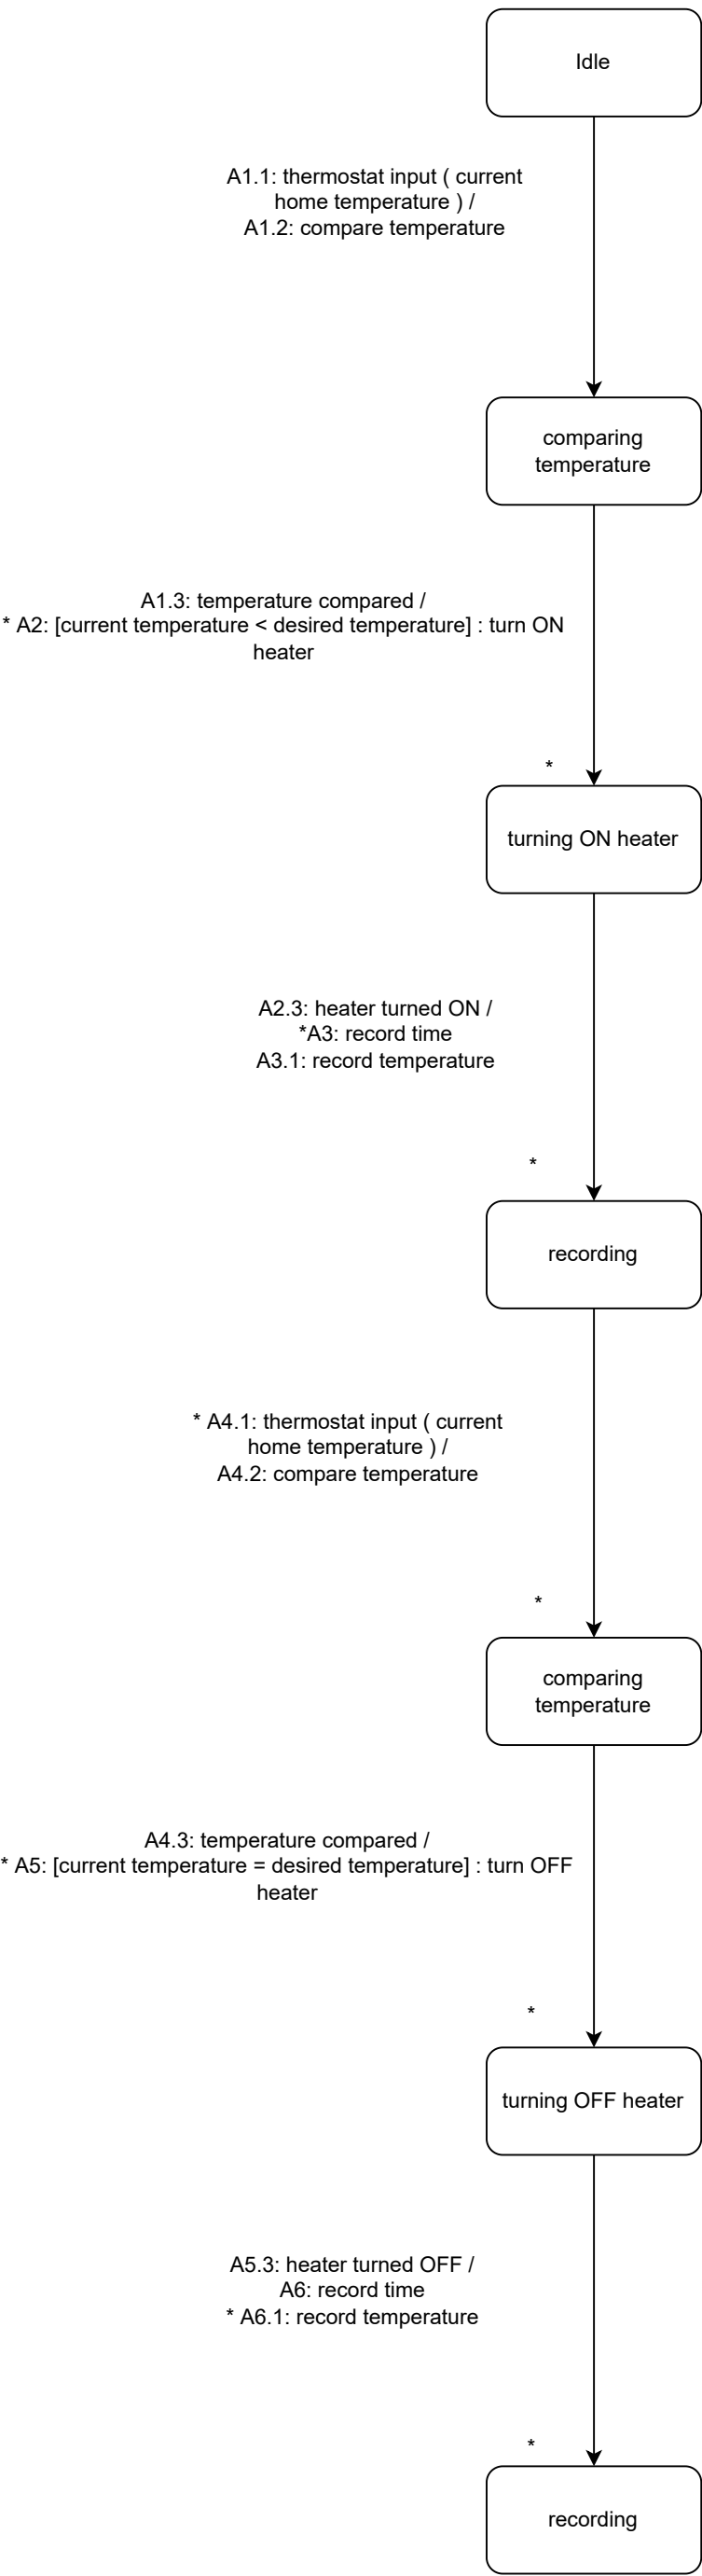 Idle
A1.1: thermostat input ( current
home temperature ) /
A1.2: compare temperature
comparing
temperature
A1.3: temperature compared /
* A2: [current temperature < desired temperature] : turn ON
heater
*
turning ON heater
A2.3: heater turned ON /
*A3: record time
A3.1: record temperature
*
recording
* A4.1: thermostat input ( current
home temperature ) /
A4.2: compare temperature
*
comparing
temperature
A4.3: temperature compared /
* A5: [current temperature = desired temperature] : turn OFF
heater
*
turning OFF heater
A5.3: heater turned OFF /
A6: record time
* A6.1: record temperature
*
recording